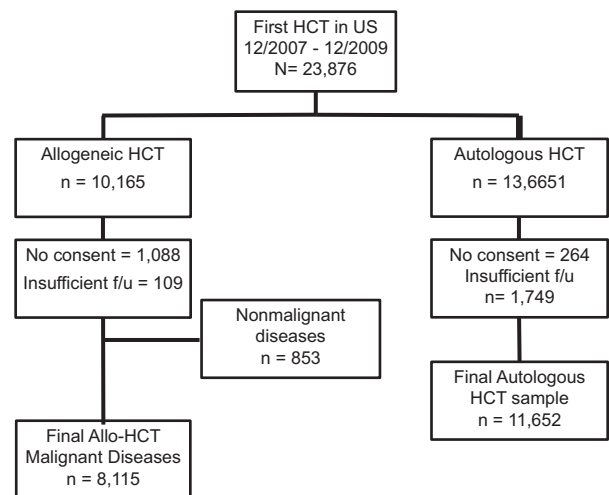 First HCT in US
12/2007 - 12/2009
N= 23,876
Allogeneic HCT
n = 10,165
Autologous HCT
n = 13,6651
No consent = 1,088
Insufficient f/u = 109
No consent = 264
Insufficient f/u
n= 1,749
Nonmalignant
diseases
n = 853
Final Autologous
HCT sample
n = 11,652
Final Allo-HCT
Malignant Diseases
n = 8,115